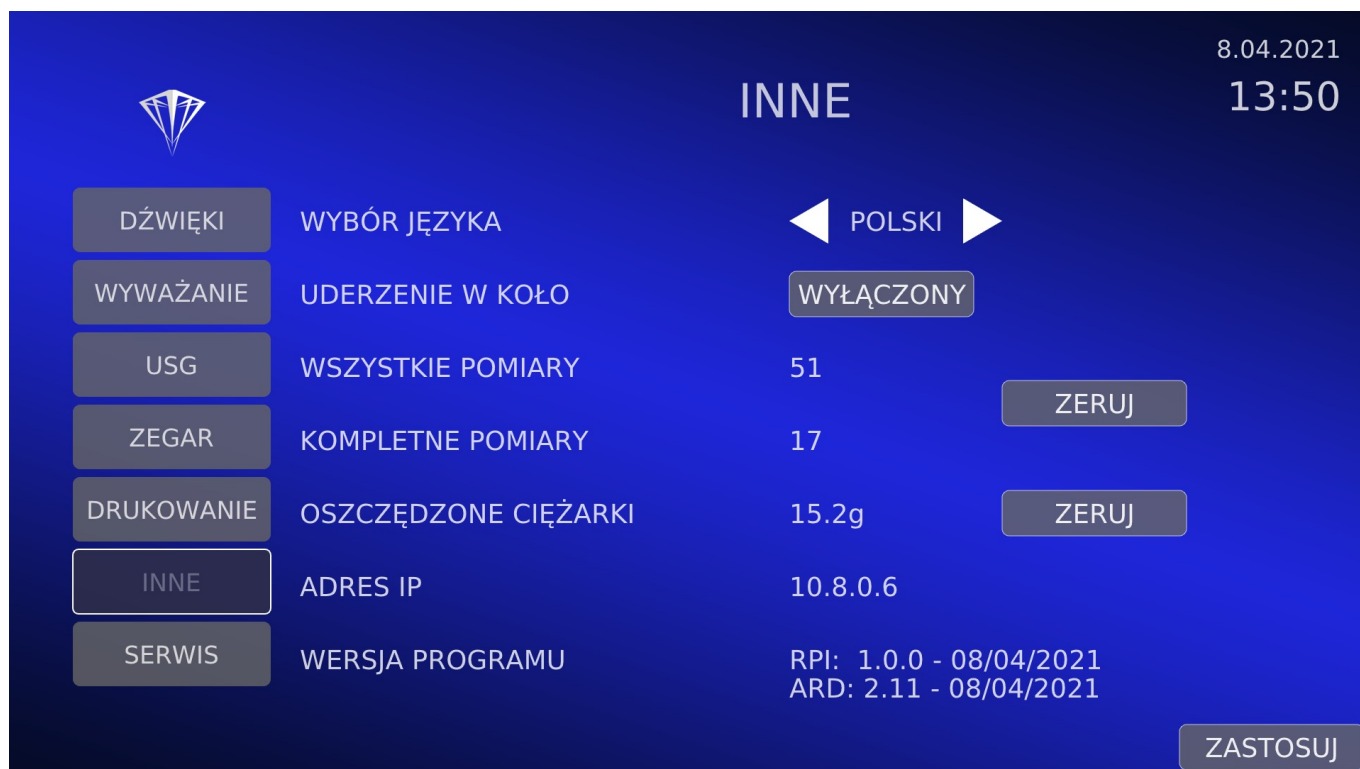 8.04.2021
INNE
13:50
DŹWIĘKI WYBÓR JĘZYKA POLSKI
WYWAŻANIE UDERZENIE W KOŁO WYŁĄCZONY
USG WSZYSTKIE POMIARY 51
ZERUJ
ZEGAR KOMPLETNE POMIARY 17
DRUKOWANIE OSZCZĘDZONE CIĘŻARKI 15.2g ZERUJ
INNE ADRES IP 10.8.0.6
SERWIS WERSJA PROGRAMU RPI: 1.0.0 - 08/04/2021
ARD: 2.11 - 08/04/2021
ZASTOSUJ